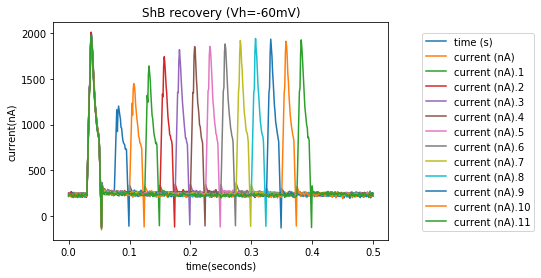 ShB recovery (Vh=-60mV)
2000
1500
1000
500
0
current(nA)
0.0 0.1 0.2 0.3 0.4 0.5
time(seconds)
time (s)
current (nA)
current (nA).1
current (nA).2
current (nA).3
current (nA).4
current (nA).5
current (nA).6
current (nA).7
current (nA).8
current (nA).9
current (nA).10
current (nA).11